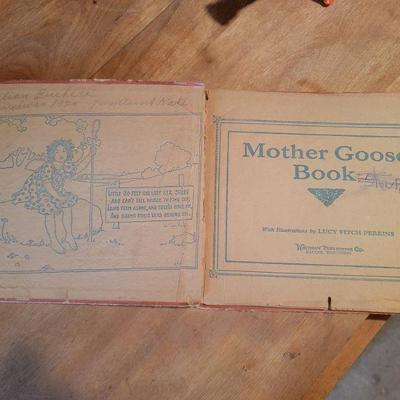 1920
LITTLE BO-PEEP HAS LOST HER SHEEP
AND CAN'T TELL WHERE TO FIND THEM
LEAVE THEM ALONE, AND THEY'LL COME HOME
AND BRING THEIR TAILS BEHIND THEM
Mother Goose
Book
With Illustrations by LUCY FITCH PERKINS
WHITMAN PUBLISHING CO.
RACINE, WISCONSIN